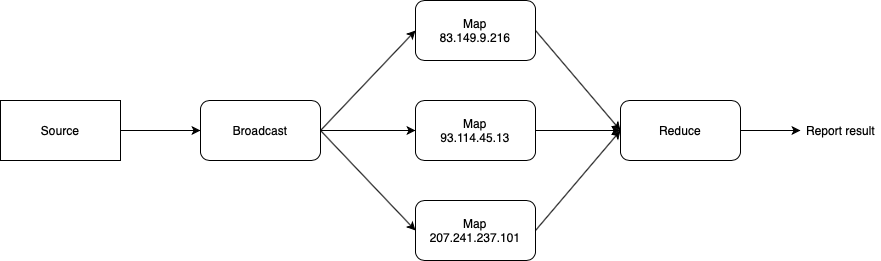 Source
Broadcast
Map
83.149.9.216
Map
93.114.45.13
Map
207.241.237.101
Reduce
Report result